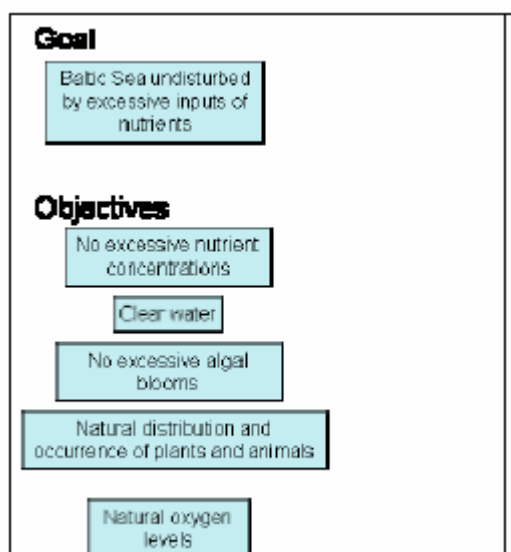 Goal
Baltic Sea undisturbed
by excessive inputs of
nutrients
Objectives
No excessive nutrient
concentrations
Clear water
No excessive algal
blooms
Natural distribution and
occurrence of plants and animals
Natural oxygen
levels